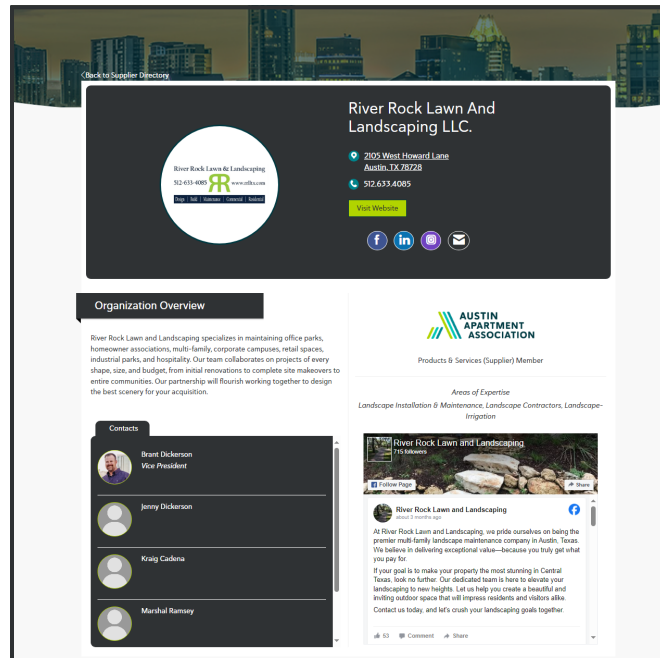 Back to Supplier Directory
River Rock Lawn And
Landscaping LLC.
2105 West Howard Lane
Austin, TX 78728
512.633.4085
Visit Website
River Rock Lawn & Landscaping
512-633-4085
RR
www.rrltx.com
Design | Build | Maintenance | Commercial | Residential
Organization Overview
River Rock Lawn and Landscaping specializes in maintaining office parks,
homeowner associations, multi-family, corporate campuses, retail spaces,
industrial parks, and hospitality. Our team collaborates on projects of every
shape, size, and budget, from initial renovations to complete site makeovers to
entire communities. Our partnership will flourish working together to design
the best scenery for your acquisition.
Contacts
Brant Dickerson
Vice President
Jenny Dickerson
Kraig Cadena
Marshal Ramsey
AUSTIN
APARTMENT
ASSOCIATION
Products & Services (Supplier) Member
Areas of Expertise
Landscape Installation & Maintenance, Landscape Contractors, Landscape-
Irrigation
River Rock Lawn and Landscaping
715 followers
Follow Page
Share
River Rock Lawn and Landscaping
about 3 months ago
At River Rock Lawn and Landscaping, we pride ourselves on being the
premier multi-family landscape maintenance company in Austin, Texas.
We believe in delivering exceptional value—because you truly get what
you pay for.
If your goal is to make your property the most stunning in Central
Texas, look no further. Our dedicated team is here to elevate your
landscaping to new heights. Let us help you create a beautiful and
inviting outdoor space that will impress residents and visitors alike.
Contact us today, and let's crush your landscaping goals together.
53 Comment Share